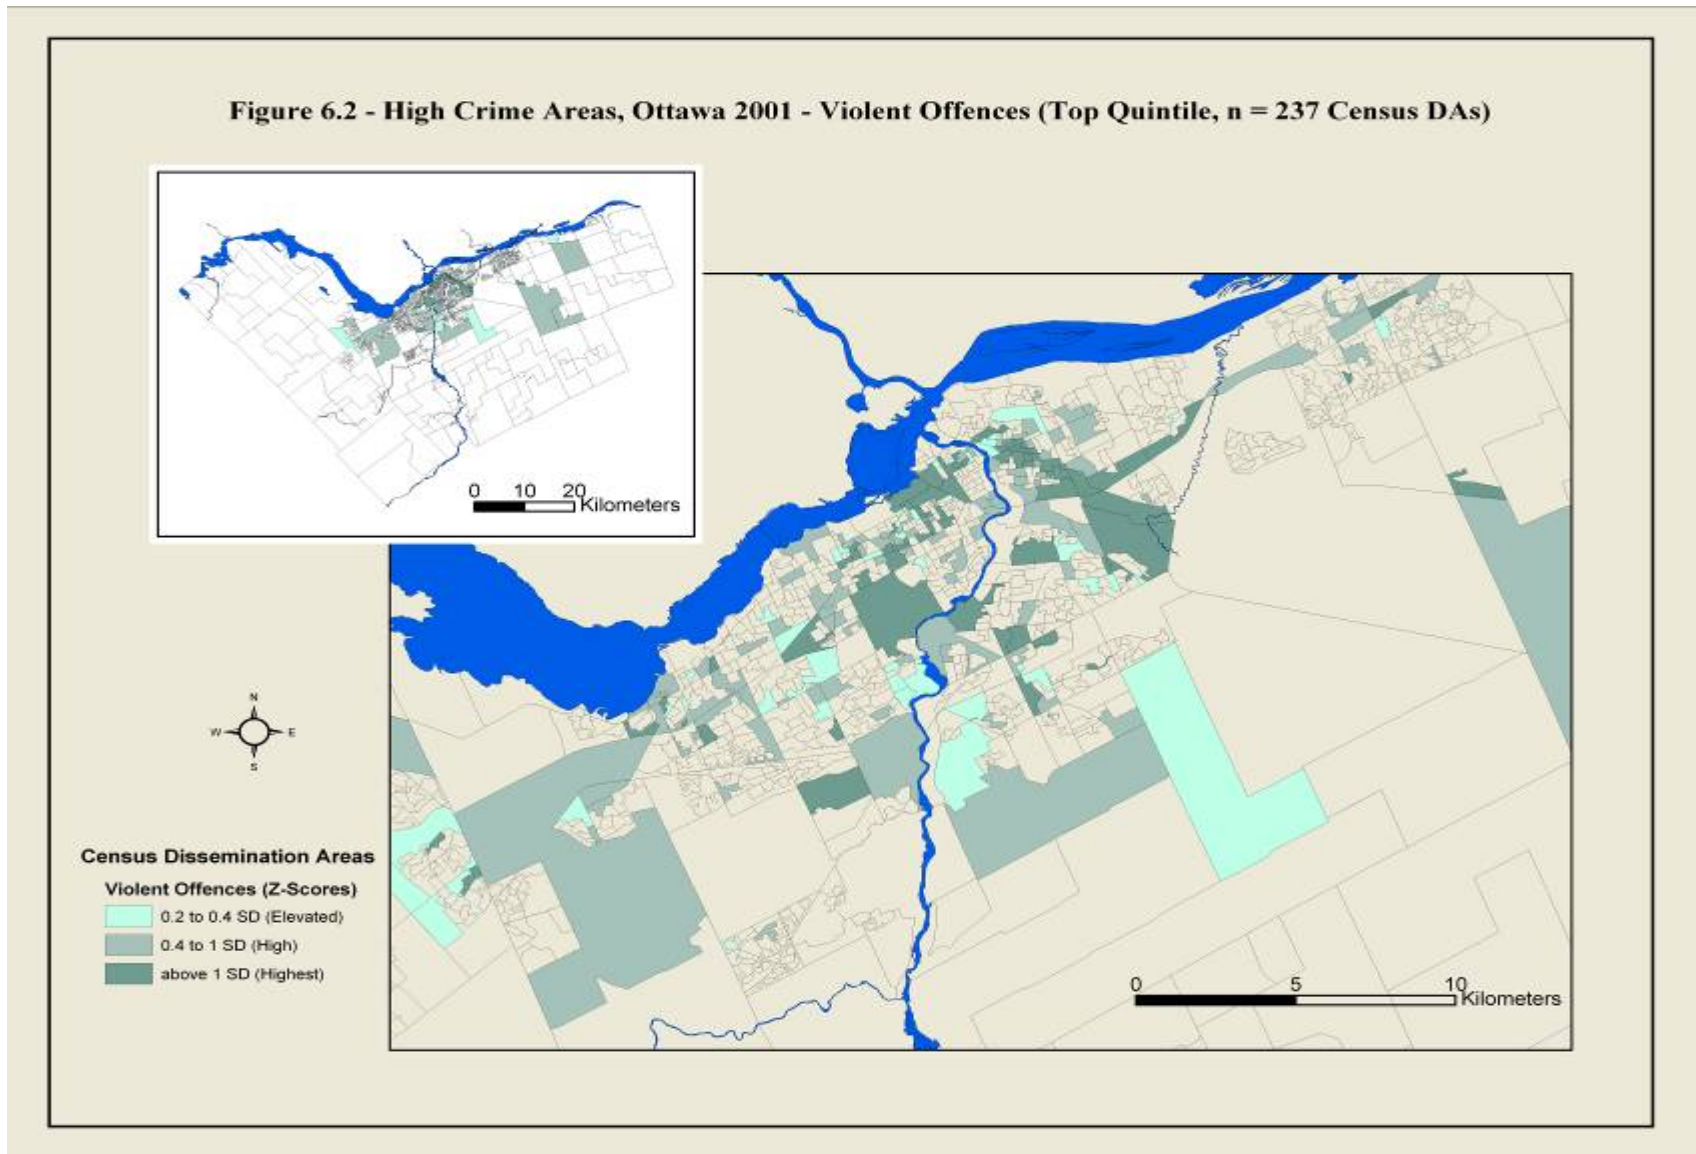 Figure 6.2 - High Crime Areas, Ottawa 2001 - Violent Offences (Top Quintile, n = 237 Census DAs)
0 10 20 Kilometers
N
W E
S
Census Dissemination Areas
Violent Offences (Z-Scores)
0.2 to 0.4 SD (Elevated)
0.4 to 1 SD (High)
above 1 SD (Highest)
0 5 10 Kilometers